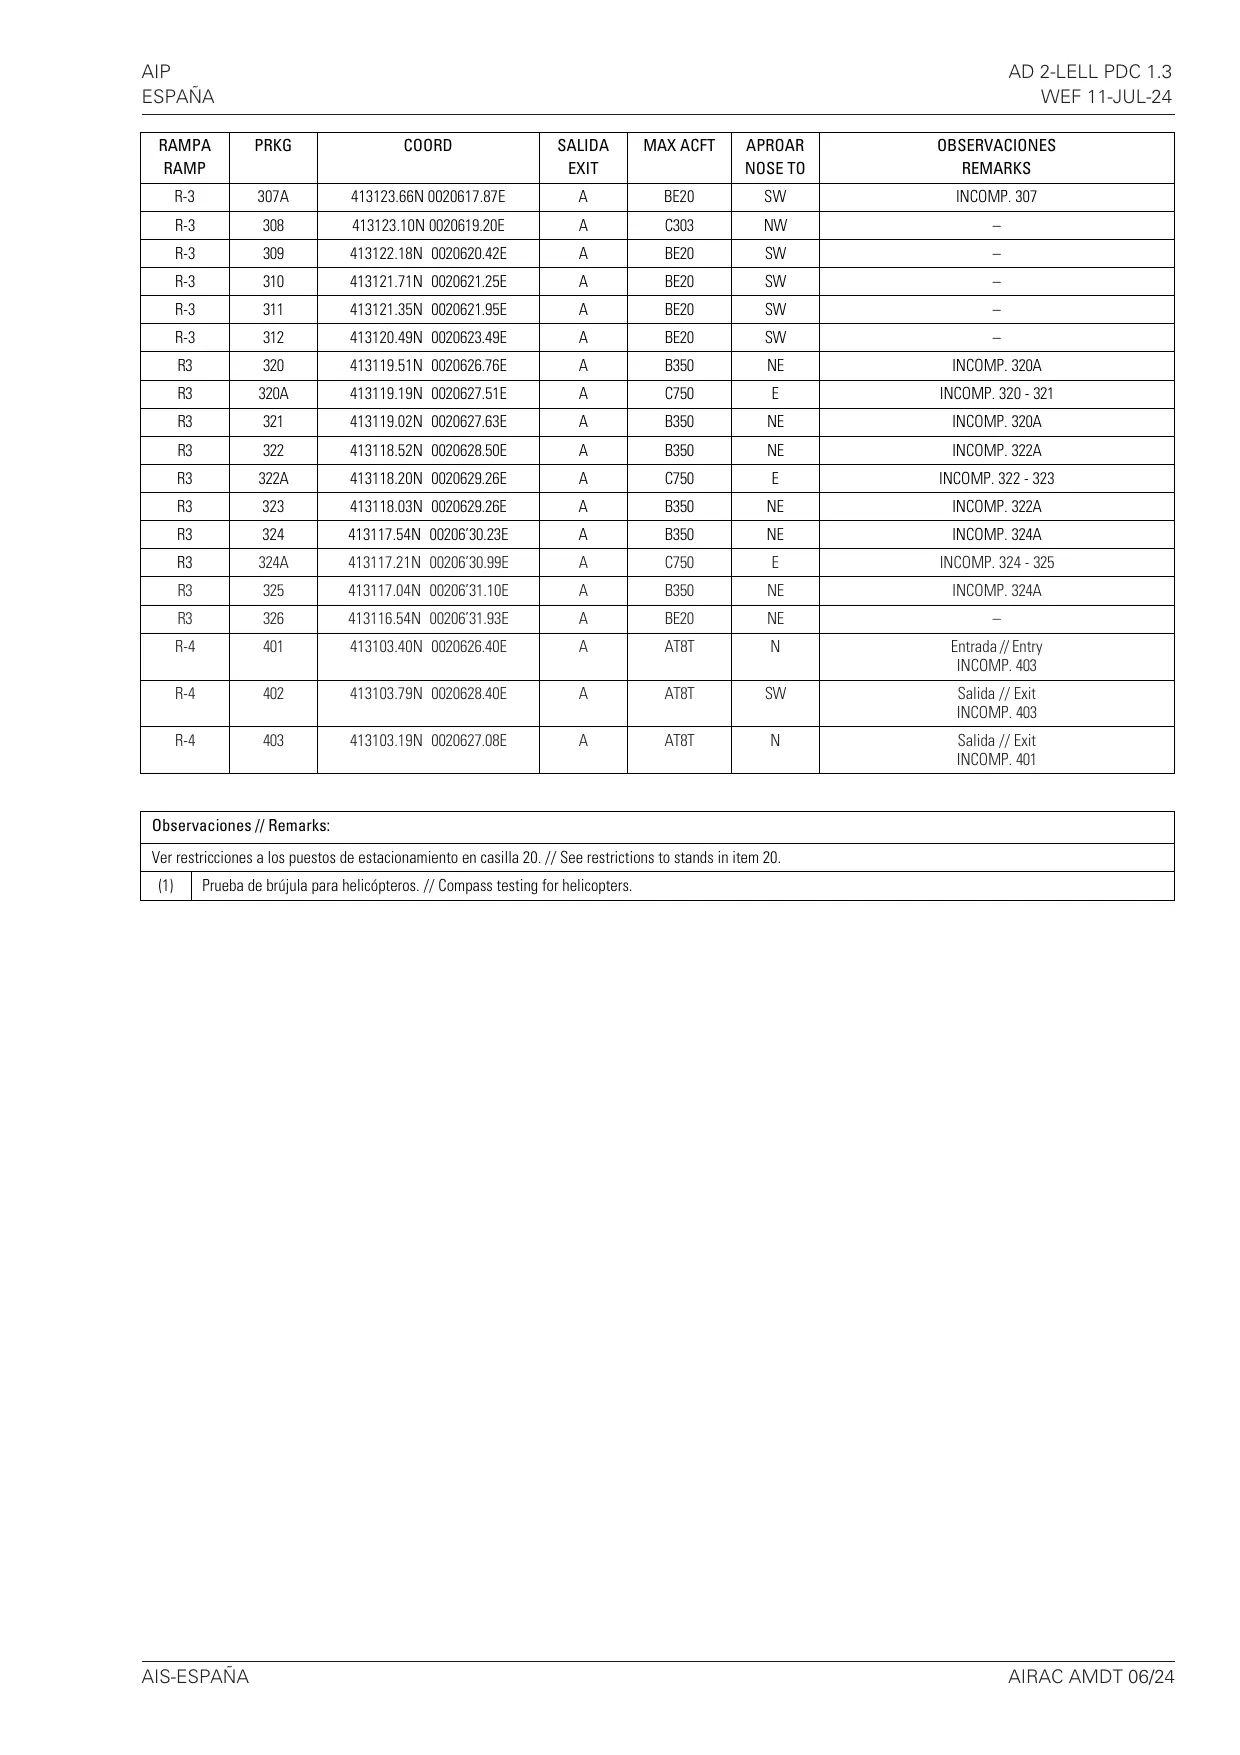 AIP
ESPAÑA
AD 2-LELL PDC 1.3
WEF 11-JUL-24
RAMPA RAMP PRKG COORD SALIDA EXIT MAX ACFT APROAR NOSE TO OBSERVACIONES REMARKS
R-3 307A 413123.66N 0020617.87E A BE20 SW INCOMP. 307
R-3 308 413123.10N 0020619.20E A C303 NW –
R-3 309 413122.18N 0020620.42E A BE20 SW –
R-3 310 413121.71N 0020621.25E A BE20 SW –
R-3 311 413121.35N 0020621.95E A BE20 SW –
R-3 312 413120.49N 0020623.49E A BE20 SW –
R3 320 413119.51N 0020626.76E A B350 NE INCOMP. 320A
R3 320A 413119.19N 0020627.51E A C750 E INCOMP. 320 - 321
R3 321 413119.02N 0020627.63E A B350 NE INCOMP. 320A
R3 322 413118.52N 0020628.50E A B350 NE INCOMP. 322A
R3 322A 413118.20N 0020629.26E A C750 E INCOMP. 322 - 323
R3 323 413118.03N 0020629.26E A B350 NE INCOMP. 322A
R3 324 413117.54N 00206’30.23E A B350 NE INCOMP. 324A
R3 324A 413117.21N 00206’30.99E A C750 E INCOMP. 324 - 325
R3 325 413117.04N 00206’31.10E A B350 NE INCOMP. 324A
R3 326 413116.54N 00206’31.93E A BE20 NE –
R-4 401 413103.40N 0020626.40E A AT8T N Entrada // Entry
INCOMP. 403
R-4 402 413103.79N 0020628.40E A AT8T SW Salida // Exit
INCOMP. 403
R-4 403 413103.19N 0020627.08E A AT8T N Salida // Exit
INCOMP. 401
Observaciones // Remarks:
Ver restricciones a los puestos de estacionamiento en casilla 20. // See restrictions to stands in item 20.
(1) Prueba de brújula para helicópteros. // Compass testing for helicopters.
AIS-ESPAÑA
AIRAC AMDT 06/24